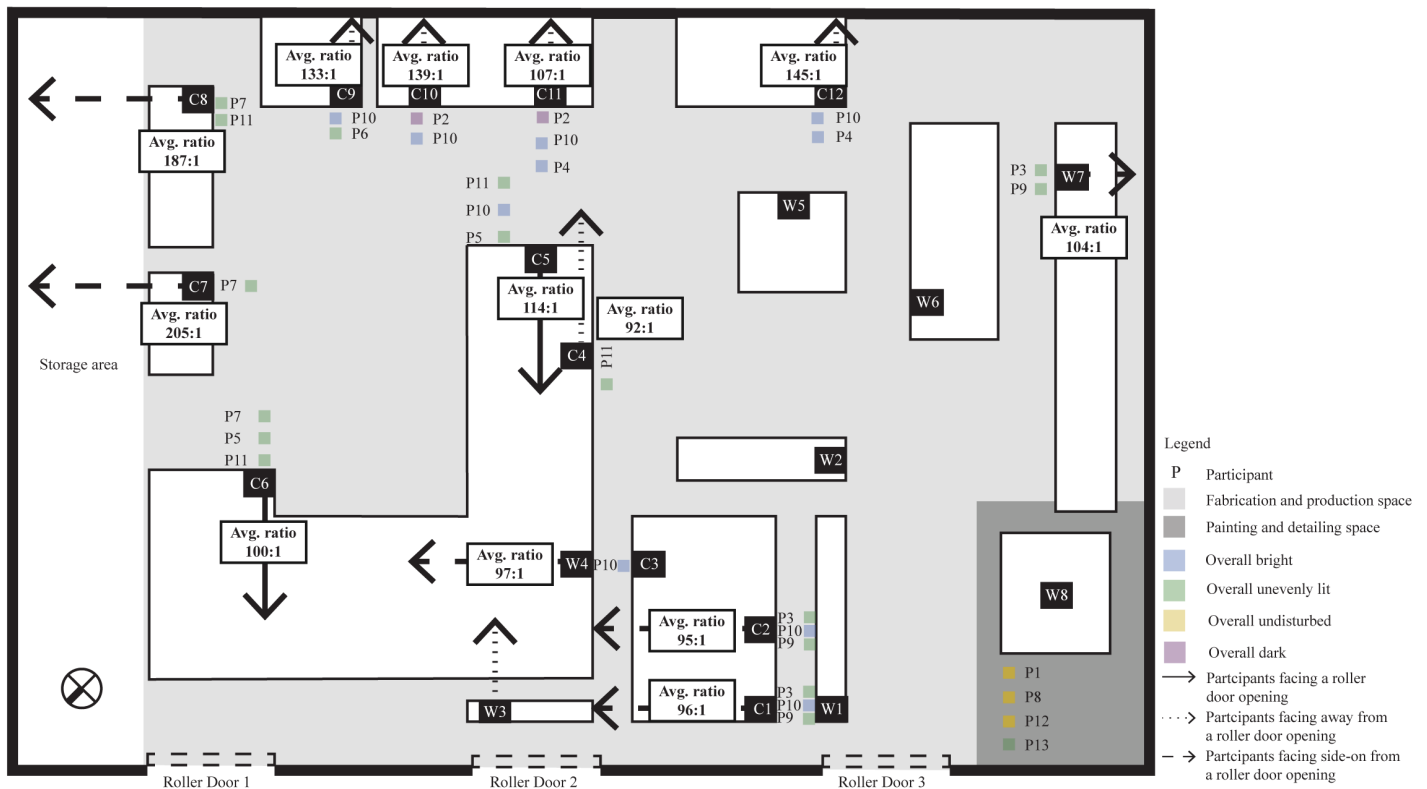 Avg. ratio
133:1
C9
P10
P6
Avg. ratio
139:1
C10
P2
P10
Avg. ratio
107:1
C11
P2
P10
P4
Avg. ratio
145:1
C12
P10
P4
C8
P7
P11
Avg. ratio
187:1
P3
P9
W7
Avg. ratio
104:1
P11
P10
P5
W5
C5
Avg. ratio
114:1
C7
P7
Avg. ratio
205:1
Avg. ratio
92:1
C4
P11
W6
Storage area
P7
P5
P11
C6
Avg. ratio
100:1
W2
Avg. ratio
97:1
W4
P10
C3
W8
Avg. ratio
95:1
C2
P3
P10
P9
Avg. ratio
96:1
C1
P3
P10
P9
W1
W3
P1
P8
P12
P13
Roller Door 1
Roller Door 2
Roller Door 3
Legend
P Participant
Fabrication and production space
Painting and detailing space
Overall bright
Overall unevenly lit
Overall undisturbed
Overall dark
Partcipants facing a roller
door opening
Partcipants facing away from
a roller door opening
Partcipants facing side-on from
a roller door opening